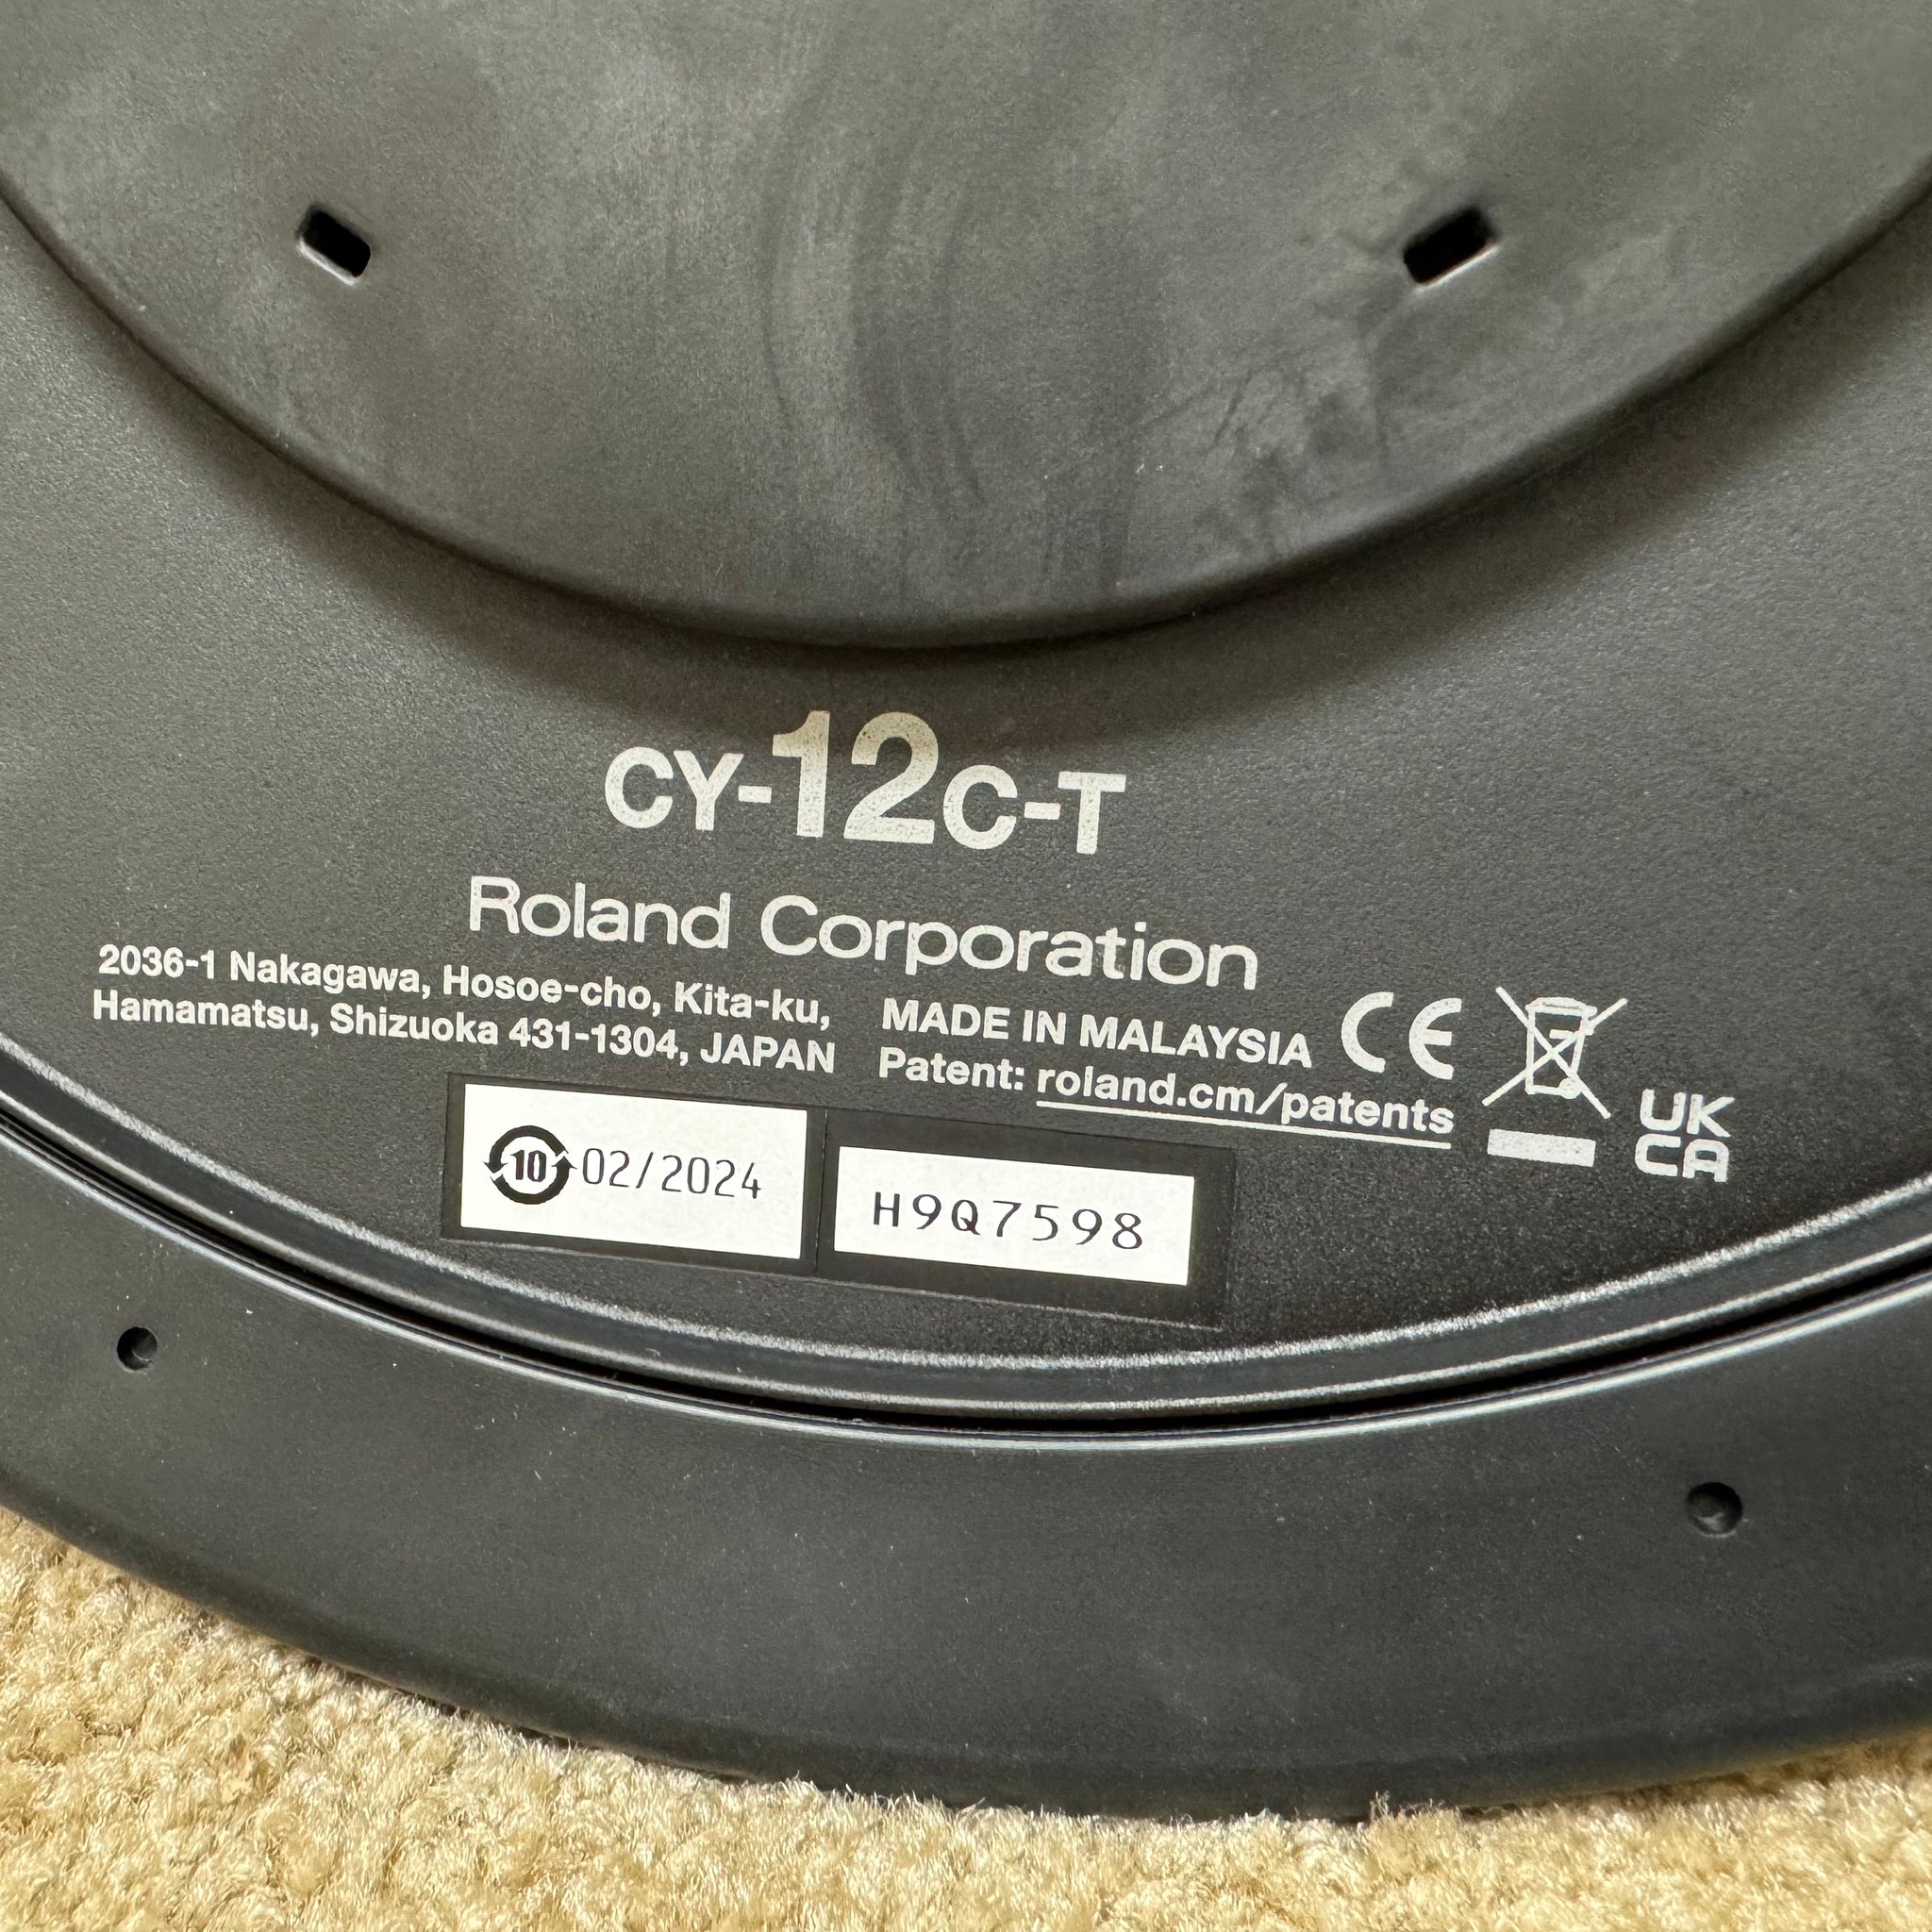 CY-12C-T
Roland Corporation
2036-1 Nakagawa, Hosoe-cho, Kita-ku,
Hamamatsu, Shizuoka 431-1304, JAPAN
MADE IN MALAYSIA
Patent: roland.cm/patents
CE
UK
CA
10 02/2024
H9Q7598